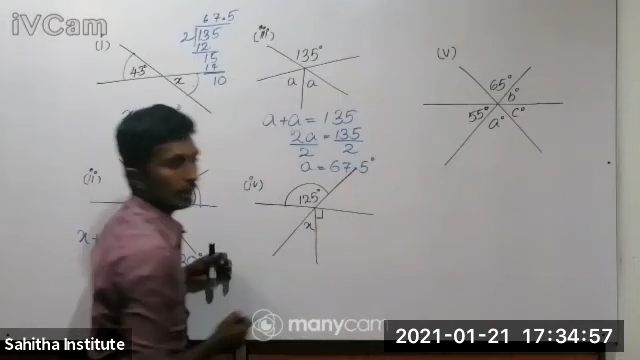 iVCam
(i)
43°
x
67.5
2 135
12
15
17
10
(iii)
135°
a a
a+a = 135
2a = 135
2 2
a = 67.5°
(ii)
x+
(iv)
125°
x
(v)
65°
b°
55° c°
a°
manycam
Sahitha Institute
2021-01-21 17:34:57